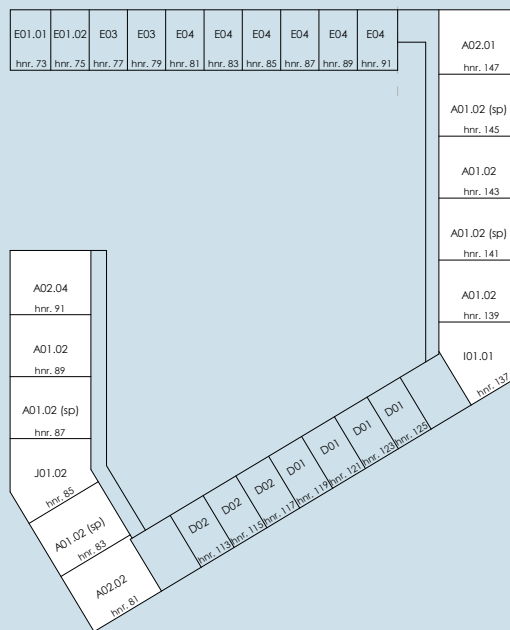 E01.01 E01.02 E03 E03 E04 E04 E04 E04 E04 E04
hnr. 73 hnr. 75 hnr. 77 hnr. 79 hnr. 81 hnr. 83 hnr. 85 hnr. 87 hnr. 89 hnr. 91
A02.01
hnr. 147
A01.02 (sp)
hnr. 145
A01.02
hnr. 143
A01.02 (sp)
hnr. 141
A01.02
hnr. 139
I01.01
hnr. 137
A02.04
hnr. 91
A01.02
hnr. 89
A01.02 (sp)
hnr. 87
J01.02
hnr. 85
A01.02 (sp)
hnr. 83
A02.02
hnr. 81
D02
hnr. 113
D02
hnr. 115
D02
hnr. 117
D01
hnr. 119
D01
hnr. 121
D01
hnr. 123
D01
hnr. 125